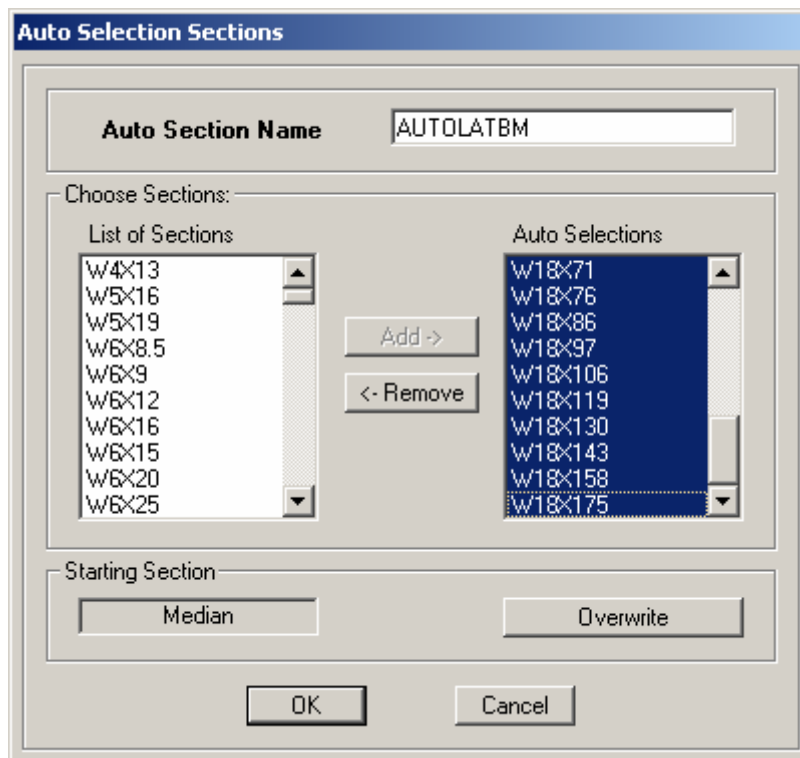 Auto Selection Sections
Auto Section Name
AUTOLATBM
Choose Sections:
List of Sections
W4X13
W5X16
W5X19
W6X8.5
W6X9
W6X12
W6X16
W6X15
W6X20
W6X25
Add ->
<- Remove
Auto Selections
W18X71
W18X76
W18X86
W18X97
W18X106
W18X119
W18X130
W18X143
W18X158
W18X175
Starting Section
Median
Overwrite
OK
Cancel